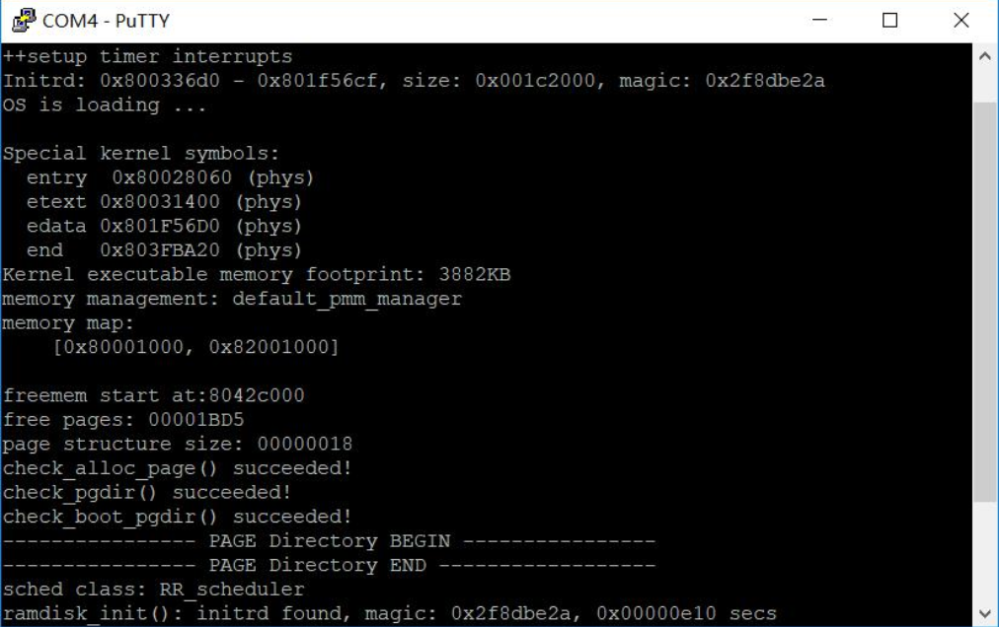 COM4 - PuTTY
++setup timer interrupts
Initrd: 0x800336d0 - 0x801f56cf, size: 0x001c2000, magic: 0x2f8dbe2a
OS is loading ...
Special kernel symbols:
  entry  0x80028060 (phys)
  etext 0x80031400 (phys)
  edata 0x801F56D0 (phys)
  end   0x803FBA20 (phys)
Kernel executable memory footprint: 3882KB
memory management: default_pmm_manager
memory map:
    [0x80001000, 0x82001000]
freemem start at:8042c000
free pages: 00001BD5
page structure size: 00000018
check_alloc_page() succeeded!
check_pgdir() succeeded!
check_boot_pgdir() succeeded!
---------------- PAGE Directory BEGIN ----------------
---------------- PAGE Directory END ------------------
sched class: RR_scheduler
ramdisk_init(): initrd found, magic: 0x2f8dbe2a, 0x00000e10 secs